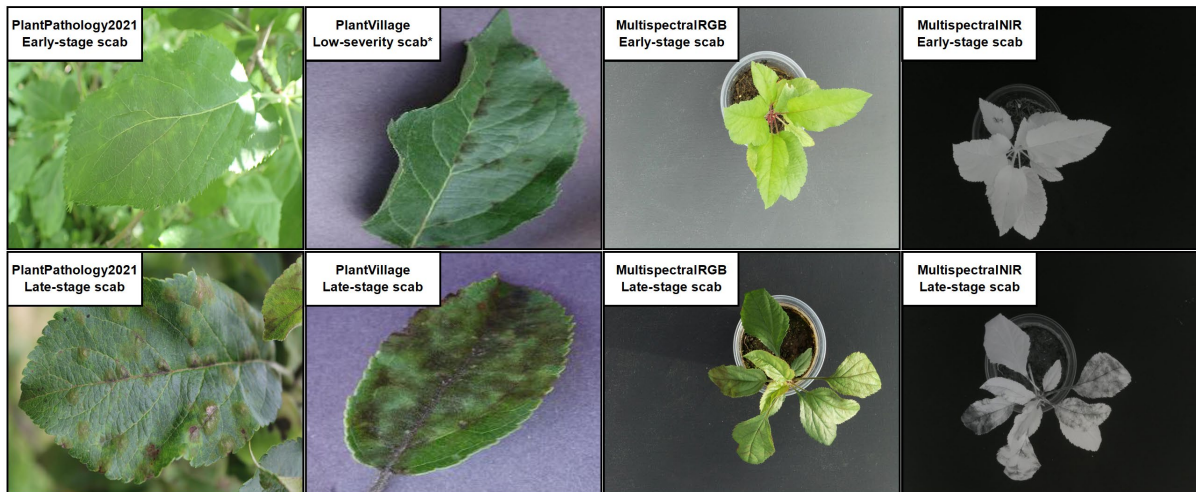 PlantPathology2021
Early-stage scab
PlantVillage
Low-severity scab*
MultispectralRGB
Early-stage scab
MultispectralNIR
Early-stage scab
PlantPathology2021
Late-stage scab
PlantVillage
Late-stage scab
MultispectralRGB
Late-stage scab
MultispectralNIR
Late-stage scab